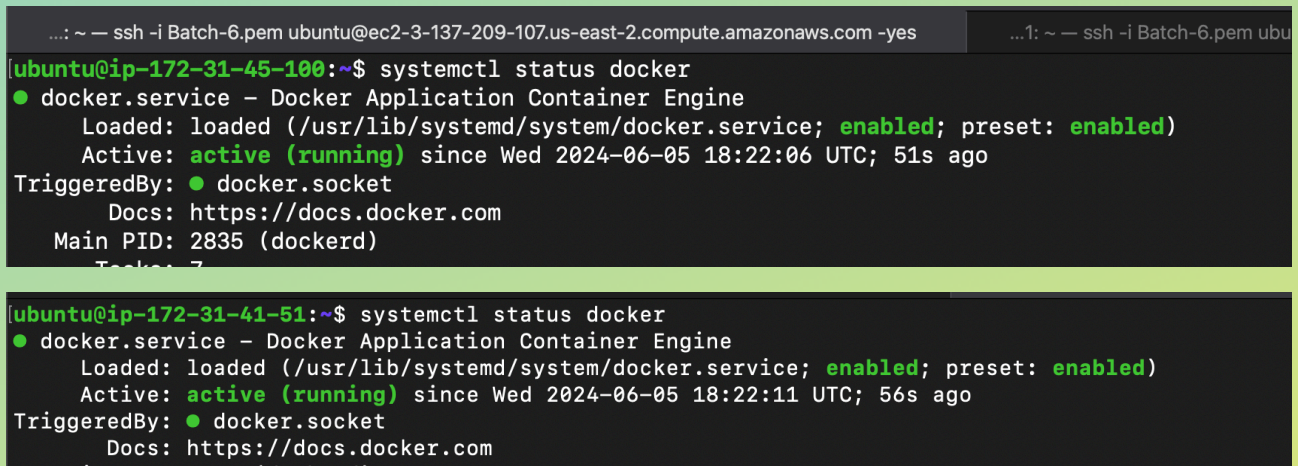 ...: ~ — ssh -i Batch-6.pem ubuntu@ec2-3-137-209-107.us-east-2.compute.amazonaws.com -yes
...1: ~ — ssh -i Batch-6.pem ubu
[ubuntu@ip-172-31-45-100:~$ systemctl status docker
● docker.service – Docker Application Container Engine
Loaded: loaded (/usr/lib/systemd/system/docker.service; enabled; preset: enabled)
Active: active (running) since Wed 2024-06-05 18:22:06 UTC; 51s ago
TriggeredBy: ● docker.socket
Docs: https://docs.docker.com
Main PID: 2835 (dockerd)
Tasks: 7
[ubuntu@ip-172-31-41-51:~$ systemctl status docker
● docker.service – Docker Application Container Engine
Loaded: loaded (/usr/lib/systemd/system/docker.service; enabled; preset: enabled)
Active: active (running) since Wed 2024-06-05 18:22:11 UTC; 56s ago
TriggeredBy: ● docker.socket
Docs: https://docs.docker.com